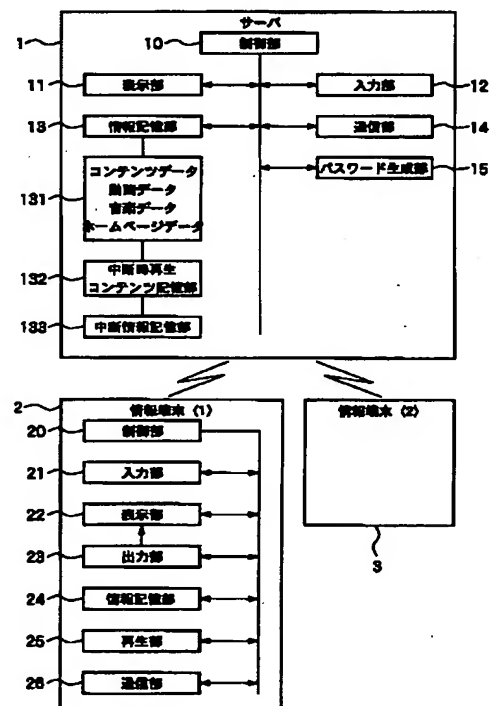 サーバ
1
10
制御部
11
表示部
入力部
12
13
情報記憶部
通信部
14
パスワード生成部
15
131
コンテンツデータ
動画データ
音楽データ
ホームページデータ
132
中断時再生
コンテンツ記憶部
133
中断情報記憶部
2
情報端末(1)
情報端末(2)
20
制御部
21
入力部
22
表示部
23
出力部
3
24
情報記憶部
25
再生部
26
通信部